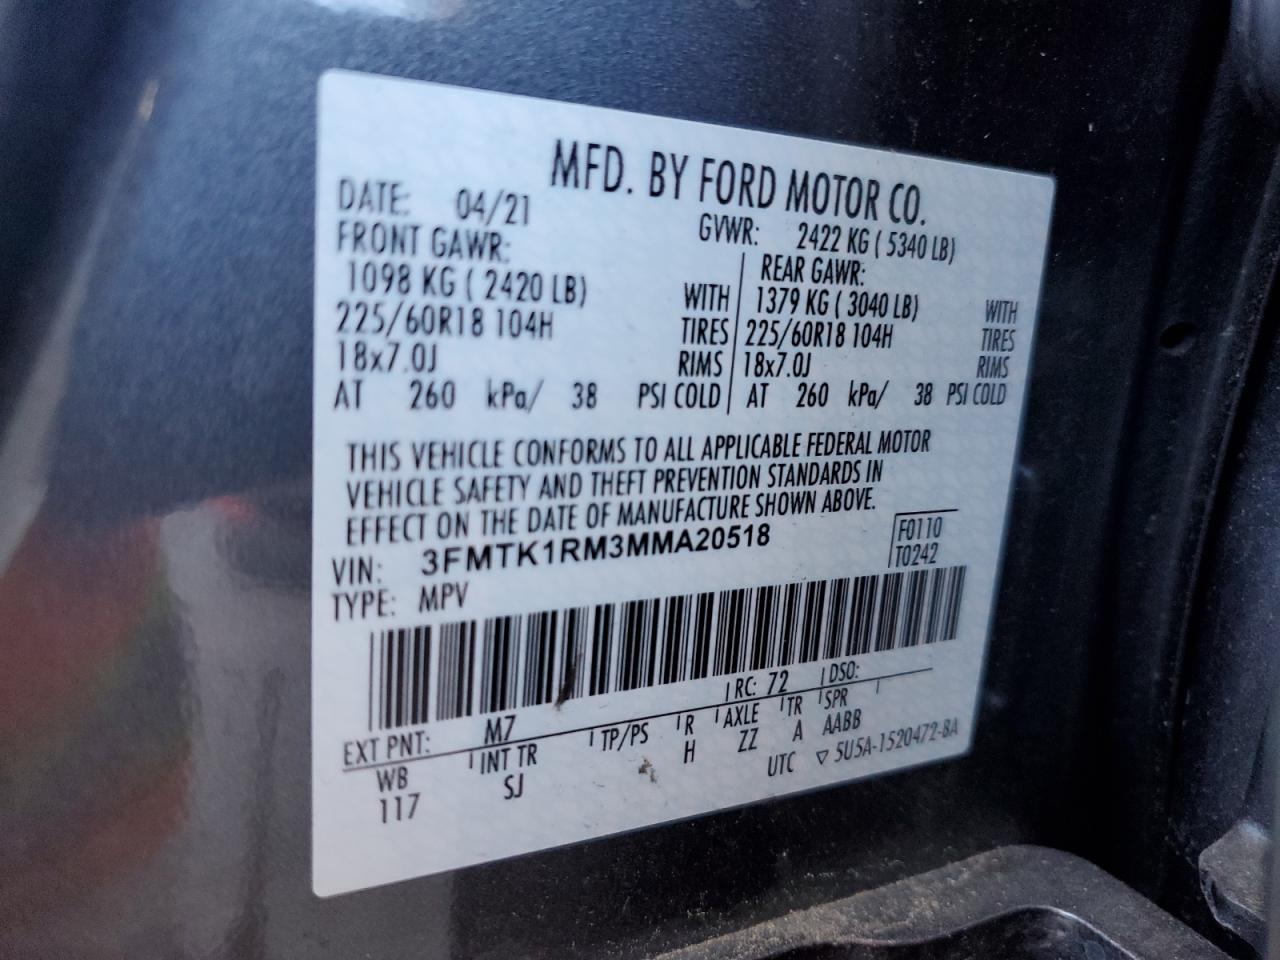 MFD. BY FORD MOTOR CO.
DATE: 04/21 GVWR: 2422 KG ( 5340 LB)
FRONT GAWR: REAR GAWR:
1098 KG ( 2420 LB) WITH 1379 KG ( 3040 LB) WITH
225/60R18 104H TIRES 225/60R18 104H TIRES
18x7.0J RIMS 18x7.0J RIMS
AT 260 kPa/ 38 PSI COLD AT 260 kPa/ 38 PSI COLD
THIS VEHICLE CONFORMS TO ALL APPLICABLE FEDERAL MOTOR
VEHICLE SAFETY AND THEFT PREVENTION STANDARDS IN
EFFECT ON THE DATE OF MANUFACTURE SHOWN ABOVE.
VIN: 3FMTK1RM3MMA20518 F0110
TYPE: MPV T0242
EXT PNT: M7 RC: 72 DSO:
WB INT TR TP/PS R AXLE TR SPR
117 SJ H ZZ A AABB
UTC ▽ 5U5A-1520472-BA